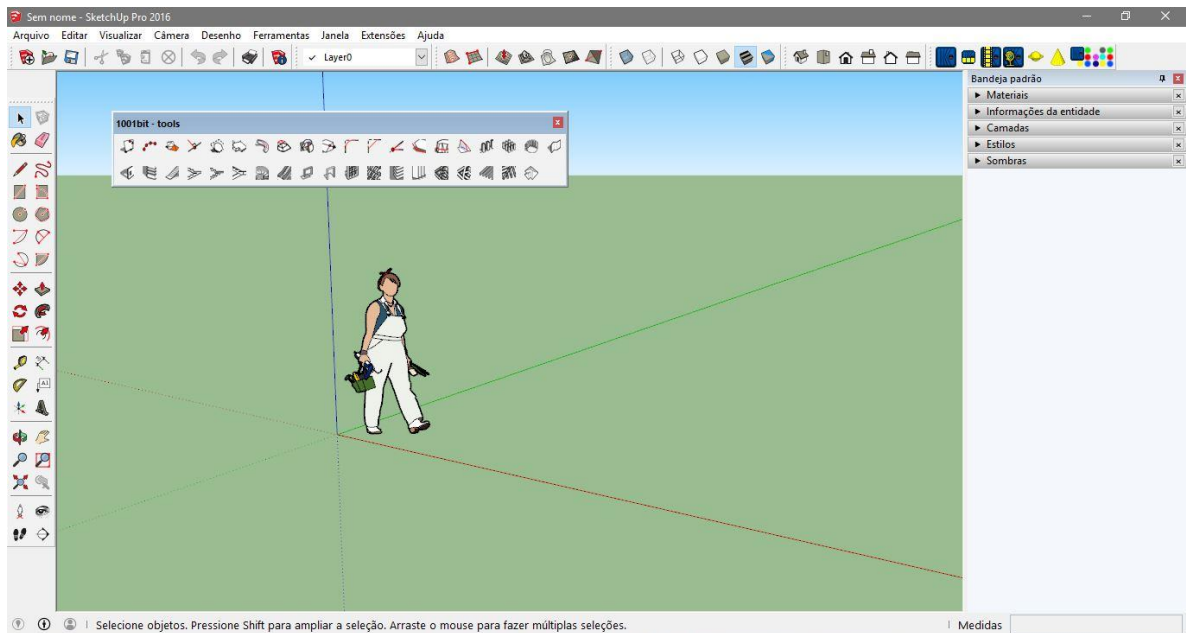 Sem nome - SketchUp Pro 2016
Arquivo Editar Visualizar Câmera Desenho Ferramentas Janela Extensões Ajuda
Layer0
Bandeja padrão
Materiais
Informações da entidade
Camadas
Estilos
Sombras
1001bit - tools
A1
Selecione objetos. Pressione Shift para ampliar a seleção. Arraste o mouse para fazer múltiplas seleções.
Medidas